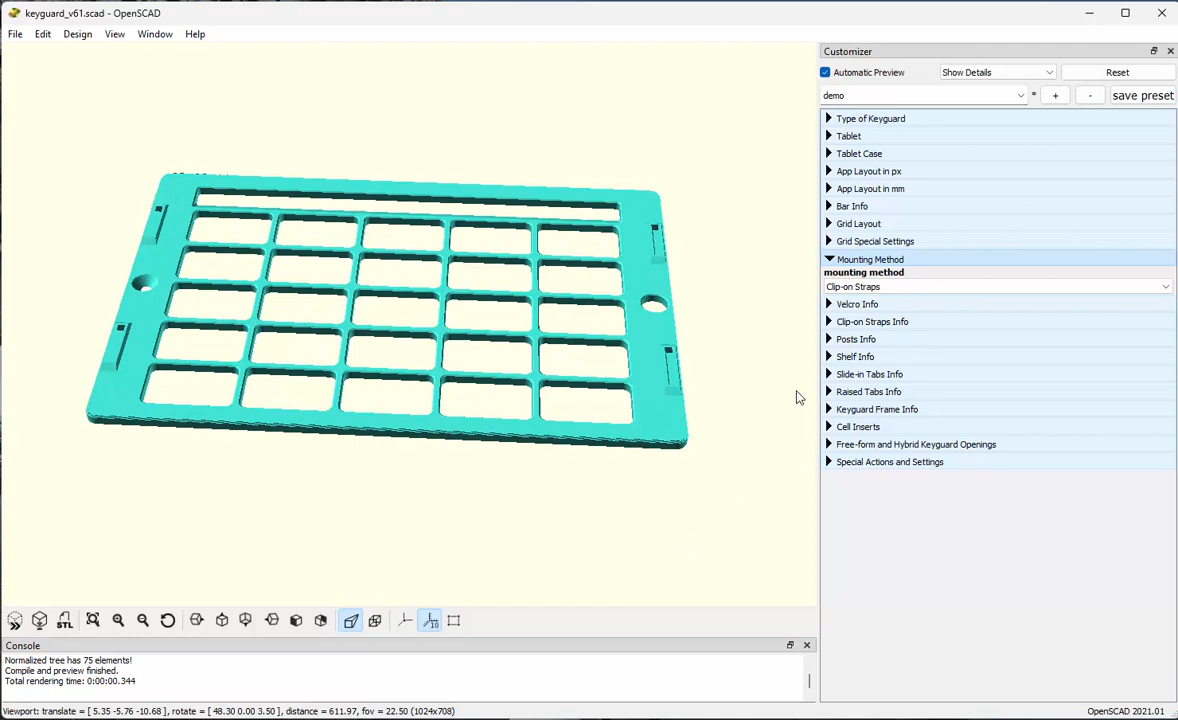 keyguard_v61.scad - OpenSCAD
File Edit Design View Window Help
Customizer
Automatic Preview Show Details Reset
demo * + - save preset
Type of Keyguard
Tablet
Tablet Case
App Layout in px
App Layout in mm
Bar Info
Grid Layout
Grid Special Settings
Mounting Method
mounting method
Clip-on Straps
Velcro Info
Clip-on Straps Info
Posts Info
Shelf Info
Slide-in Tabs Info
Raised Tabs Info
Keyguard Frame Info
Cell Inserts
Free-form and Hybrid Keyguard Openings
Special Actions and Settings
STL 10
Console
Normalized tree has 75 elements!
Compile and preview finished.
Total rendering time: 0:00:00.344
Viewport: translate = [ 5.35 -5.76 -10.68 ], rotate = [ 48.30 0.00 3.50 ], distance = 611.97, fov = 22.50 (1024x708) OpenSCAD 2021.01